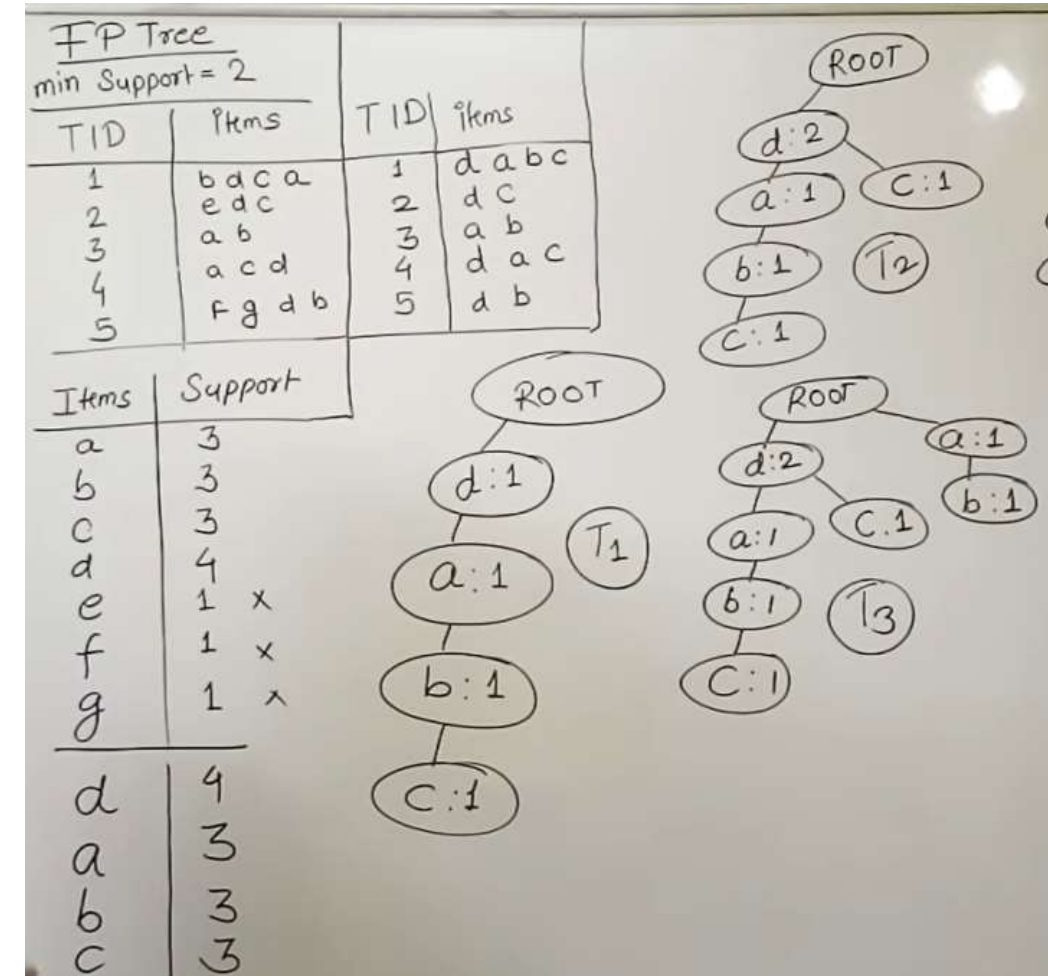 FP Tree
min Support = 2
TID Items
1 b d c a
2 e d c
3 a b
4 a c d
5 f g d b
TID items
1 d a b c
2 d c
3 a b
4 d a c
5 d b
Items Support
a 3
b 3
c 3
d 4
e 1 x
f 1 x
g 1 x
d 4
a 3
b 3
c 3
ROOT
d:1
a:1
T1
b:1
C:1
ROOT
d:2
a:1 C:1
b:1 T2
C:1
ROOT
a:1
d:2
b:1
a:1 C.1
b:1 T3
C:1